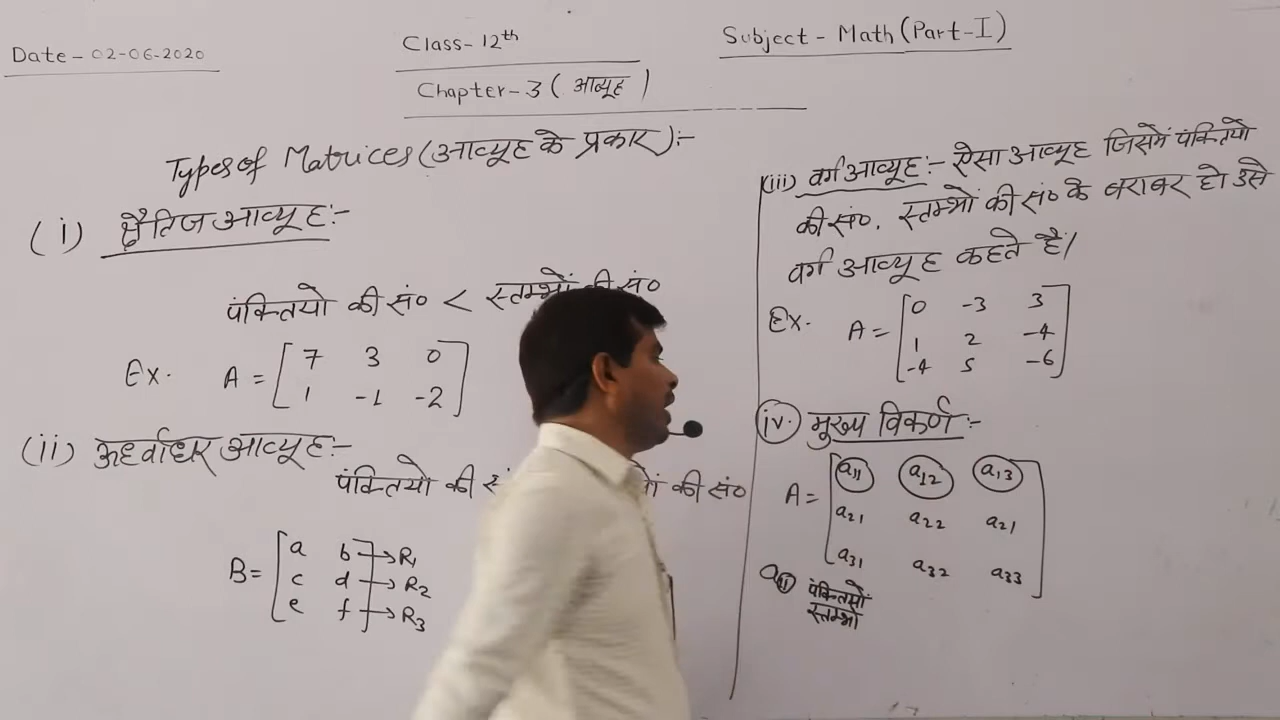 Date - 02-06-2020
Class- 12th
Subject - Math (Part-I)
Chapter-3 ( आव्यूह )
Types of Matrices (आव्यूह के प्रकार):-
(i) क्षैतिज आव्यूह:-
पंक्तियो की सं० < स्तम्भों की सं०
Ex. A = [ 7 3 0
1 -1 -2 ]
(ii) ऊर्ध्वाधर आव्यूह:-
पंक्तियो की की सं०
B = [ a b → R1
c d → R2
e f ] → R3
(iii) वर्ग आव्यूह:- ऐसा आव्यूह जिसमें पंक्तियो
की सं०, स्तम्भों की सं० के बराबर हो उसे
वर्ग आव्यूह कहते है।
Ex. A = [ 0 -3 3
1 2 -4
-4 5 -6 ]
iv. मुख्य विकर्ण:-
A = [ a11 a12 a13
a21 a22 a21
a31 a32 a33 ]
a11 पंक्तियों
स्तम्भो